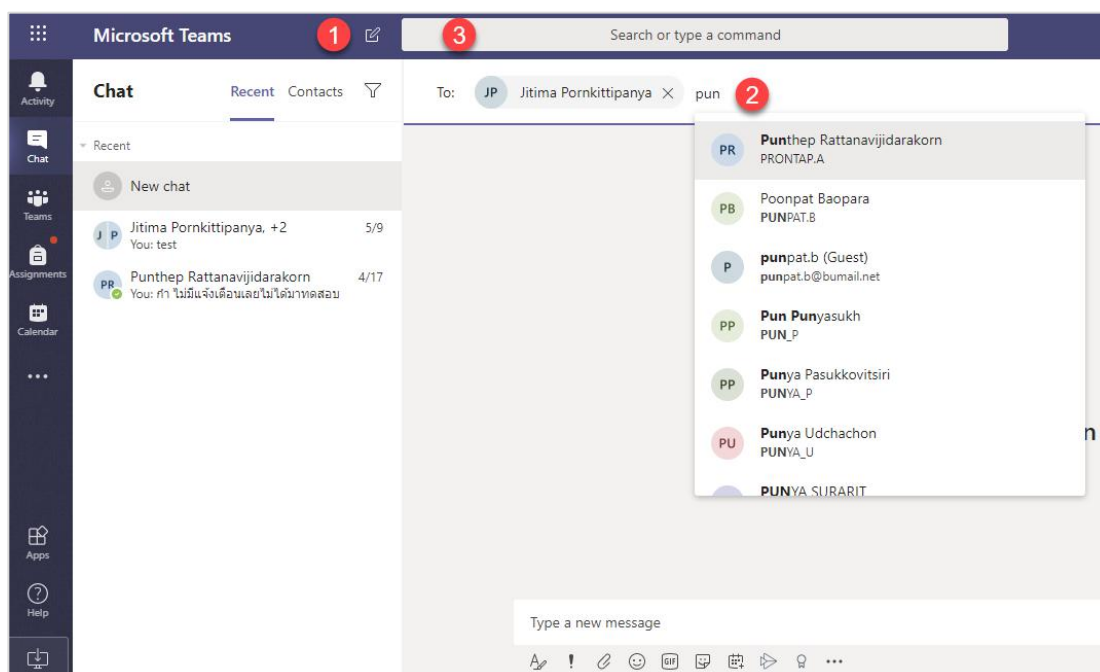 Microsoft Teams
1
3
Search or type a command
Activity
Chat
Teams
Assignments
Calendar
Apps
Help
Chat
Recent Contacts
Recent
New chat
J P
Jitima Pornkittipanya, +2 5/9
You: test
PR
Punthep Rattanavijidarakorn 4/17
You: กำ ไม่มีแจ้งเตือนเลยไม่ได้มาทดสอบ
To: JP Jitima Pornkittipanya pun 2
PR
Punthep Rattanavijidarakorn
PRONTAP.A
PB
Poonpat Baopara
PUNPAT.B
P
punpat.b (Guest)
punpat.b@bumail.net
PP
Pun Punyasukh
PUN_P
PP
Punya Pasukkovitsiri
PUNYA_P
PU
Punya Udchachon
PUNYA_U
PUNYA SURARIT
n
Type a new message
GIF